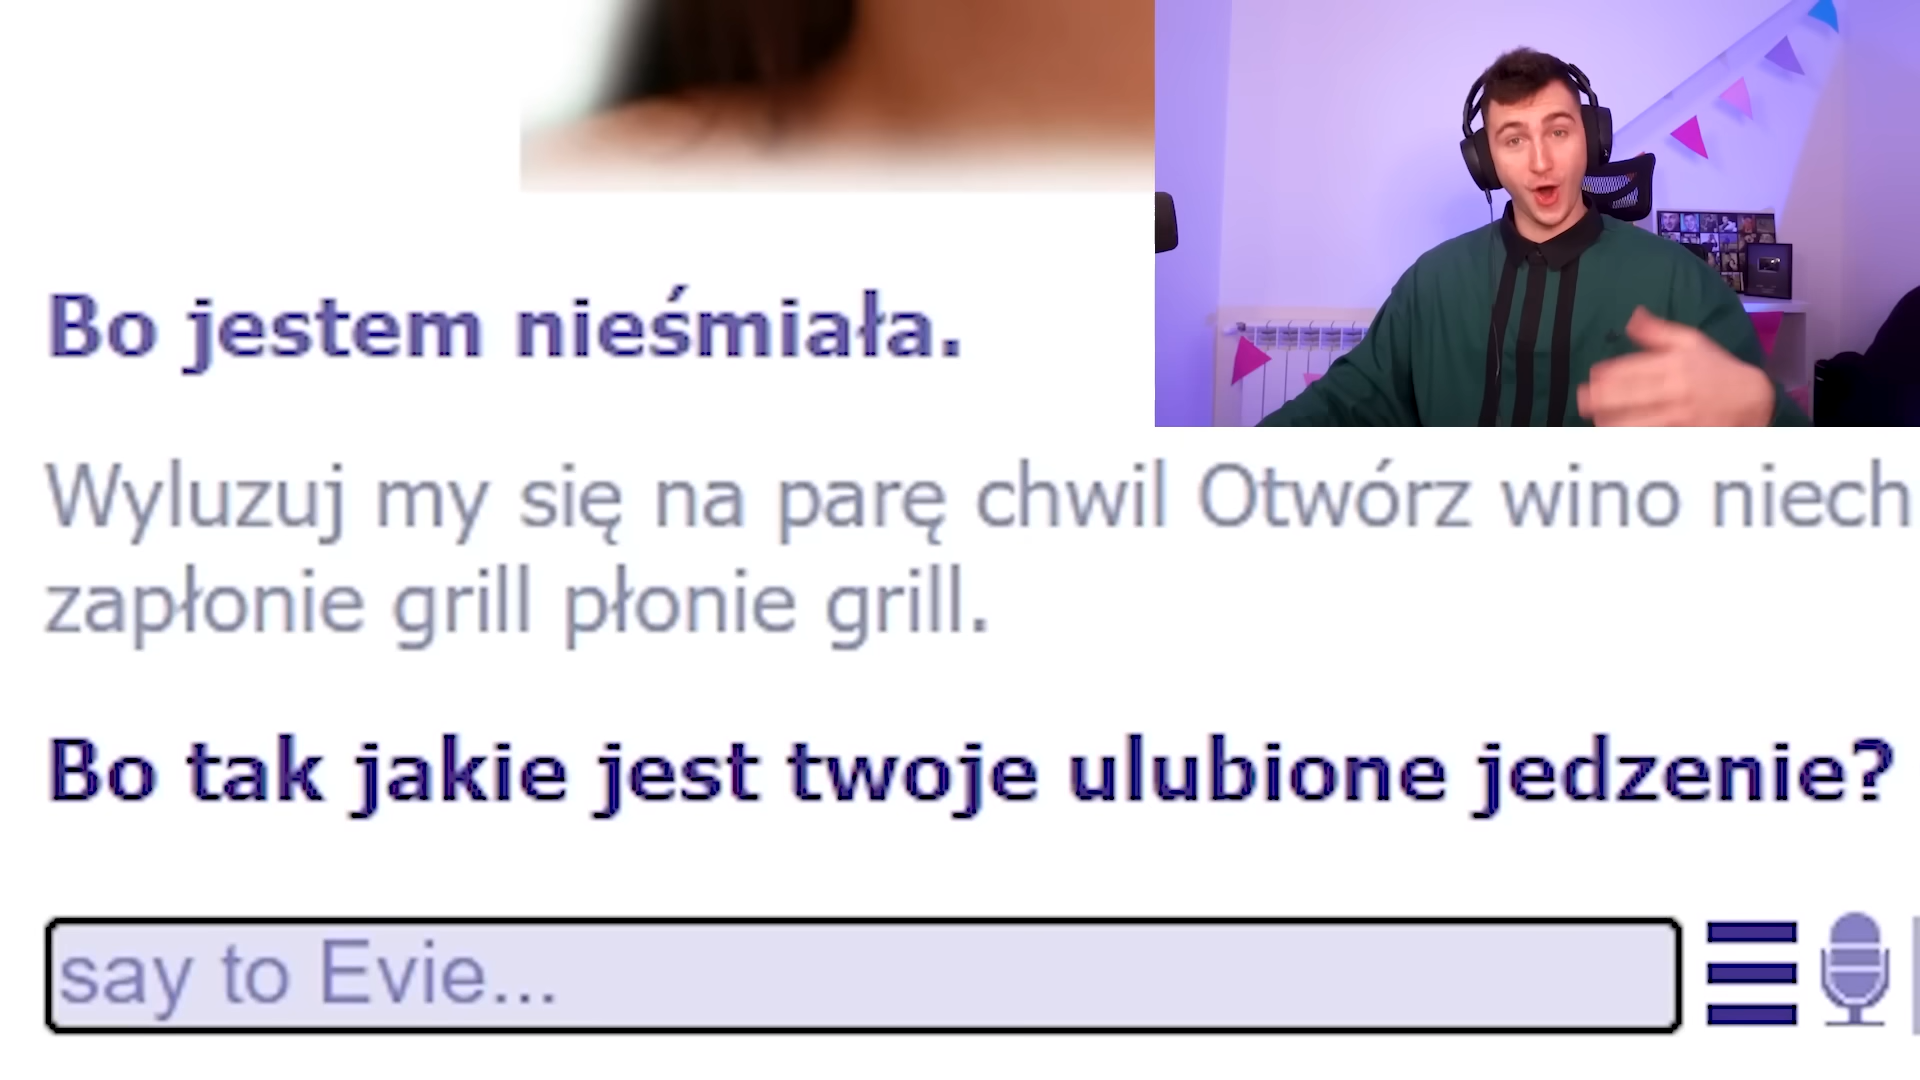 Bo jestem nieśmiała.
Wyluzuj my się na parę chwil Otwórz wino niech
zapłonie grill płonie grill.
Bo tak jakie jest twoje ulubione jedzenie?
say to Evie...